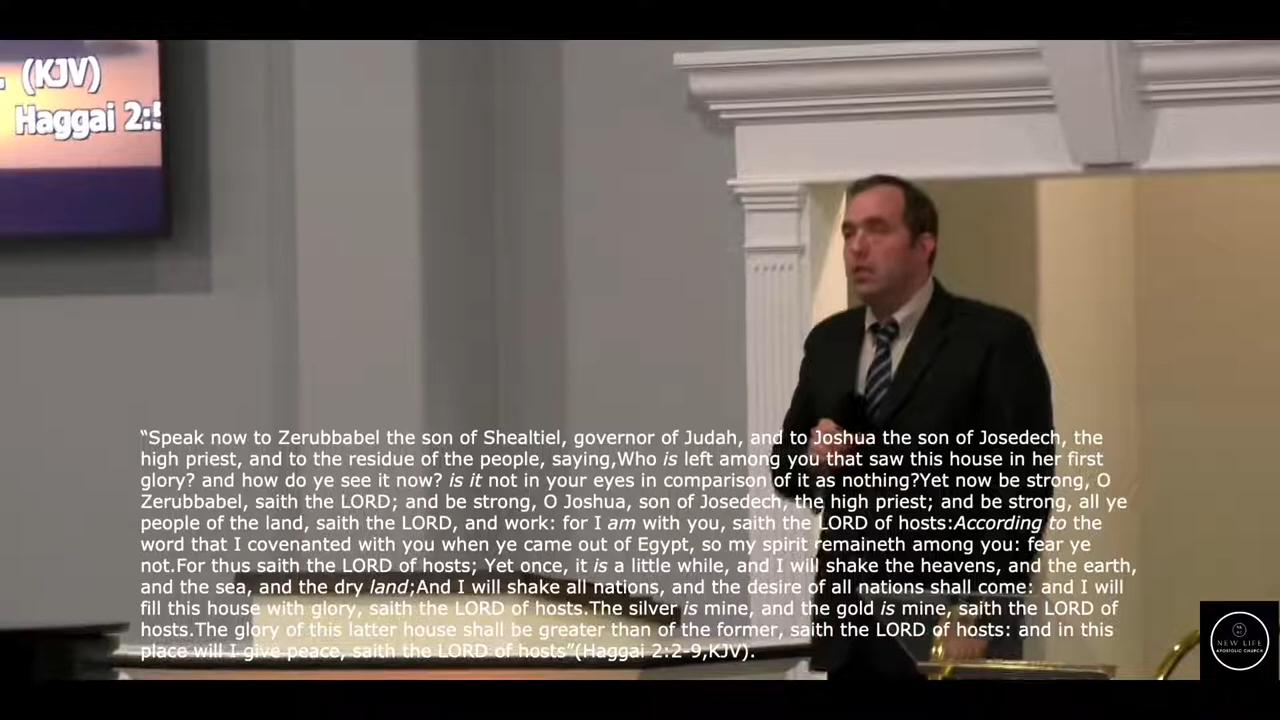 (KJV)
Haggai 2:5
“Speak now to Zerubbabel the son of Shealtiel, governor of Judah, and to Joshua the son of Josedech, the
high priest, and to the residue of the people, saying,Who is left among you that saw this house in her first
glory? and how do ye see it now? is it not in your eyes in comparison of it as nothing?Yet now be strong, O
Zerubbabel, saith the LORD; and be strong, O Joshua, son of Josedech, the high priest; and be strong, all ye
people of the land, saith the LORD, and work: for I am with you, saith the LORD of hosts:According to the
word that I covenanted with you when ye came out of Egypt, so my spirit remaineth among you: fear ye
not.For thus saith the LORD of hosts; Yet once, it is a little while, and I will shake the heavens, and the earth,
and the sea, and the dry land;And I will shake all nations, and the desire of all nations shall come: and I will
fill this house with glory, saith the LORD of hosts.The silver is mine, and the gold is mine, saith the LORD of
hosts.The glory of this latter house shall be greater than of the former, saith the LORD of hosts: and in this
place will I give peace, saith the LORD of hosts”(Haggai 2:2-9,KJV).
NEW LIFE
APOSTOLIC CHURCH